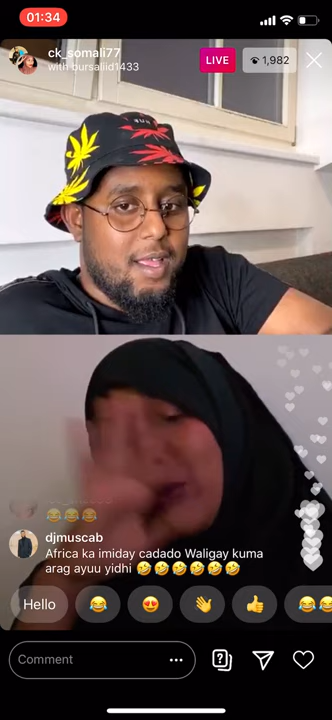 01:34
ck_somali77
with bursaliid1433
LIVE
1,982
djmuscab
Africa ka imiday cadado Waligay kuma
arag ayuu yidhi 🤣🤣🤣🤣🤣🤣
Hello
Comment